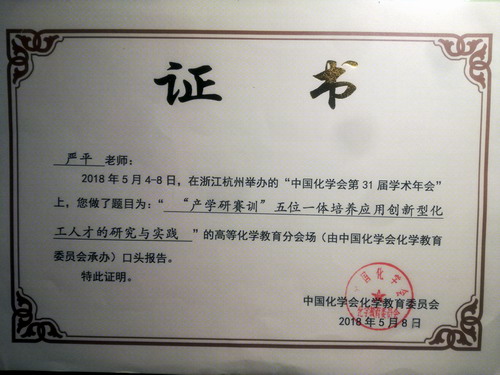 证书
严平 老师：
2018年5月4-8日，在浙江杭州举办的“中国化学会第31届学术年会”
上，您做了题目为：“ “产学研赛训”五位一体培养应用创新型化
工人才的研究与实践 ”的高等化学教育分会场（由中国化学会化学教育
委员会承办）口头报告。
特此证明。
中国化学会化学教育委员会
2018年5月8日